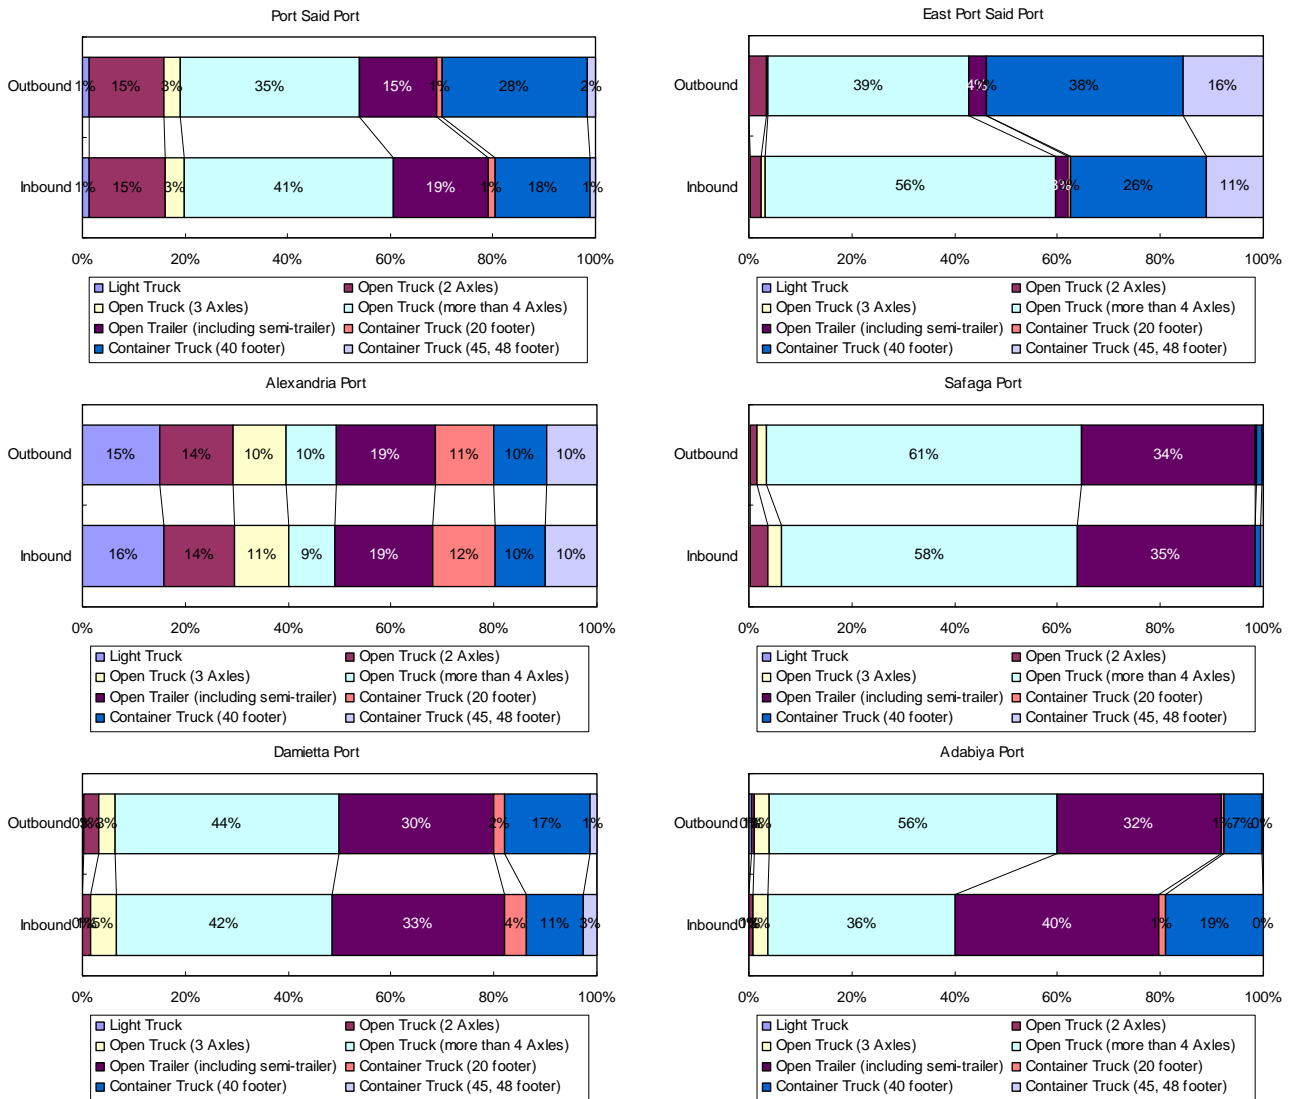 Port Said Port
Outbound 1% 15% 3% 35% 15% 1% 28% 2%
Inbound 1% 15% 3% 41% 19% 1% 18% 1%
0% 20% 40% 60% 80% 100%
Light Truck Open Truck (2 Axles)
Open Truck (3 Axles) Open Truck (more than 4 Axles)
Open Trailer (including semi-trailer) Container Truck (20 footer)
Container Truck (40 footer) Container Truck (45, 48 footer)
East Port Said Port
Outbound 39% 4% 38% 16%
Inbound 56% 3% 26% 11%
0% 20% 40% 60% 80% 100%
Light Truck Open Truck (2 Axles)
Open Truck (3 Axles) Open Truck (more than 4 Axles)
Open Trailer (including semi-trailer) Container Truck (20 footer)
Container Truck (40 footer) Container Truck (45, 48 footer)
Alexandria Port
Outbound 15% 14% 10% 10% 19% 11% 10% 10%
Inbound 16% 14% 11% 9% 19% 12% 10% 10%
0% 20% 40% 60% 80% 100%
Light Truck Open Truck (2 Axles)
Open Truck (3 Axles) Open Truck (more than 4 Axles)
Open Trailer (including semi-trailer) Container Truck (20 footer)
Container Truck (40 footer) Container Truck (45, 48 footer)
Safaga Port
Outbound 61% 34%
Inbound 58% 35%
0% 20% 40% 60% 80% 100%
Light Truck Open Truck (2 Axles)
Open Truck (3 Axles) Open Truck (more than 4 Axles)
Open Trailer (including semi-trailer) Container Truck (20 footer)
Container Truck (40 footer) Container Truck (45, 48 footer)
Damietta Port
Outbound 0% 3% 3% 44% 30% 2% 17% 1%
Inbound 0% 1% 5% 42% 33% 4% 11% 3%
0% 20% 40% 60% 80% 100%
Light Truck Open Truck (2 Axles)
Open Truck (3 Axles) Open Truck (more than 4 Axles)
Open Trailer (including semi-trailer) Container Truck (20 footer)
Container Truck (40 footer) Container Truck (45, 48 footer)
Adabiya Port
Outbound 56% 32% 1% 7% 0%
Inbound 36% 40% 1% 19% 0%
0% 20% 40% 60% 80% 100%
Light Truck Open Truck (2 Axles)
Open Truck (3 Axles) Open Truck (more than 4 Axles)
Open Trailer (including semi-trailer) Container Truck (20 footer)
Container Truck (40 footer) Container Truck (45, 48 footer)